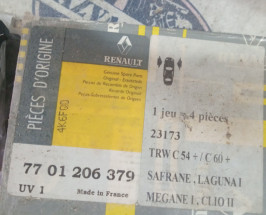 RENAULT
PIÈCES D'ORIGINE
4KEF00
1 jeu = 4 pièces
23173
TRW C 54 + / C 60 +
SAFRANE, LAGUNA I
MEGANE 1, CLIO II
77 01 206 379
UV 1
Made in France